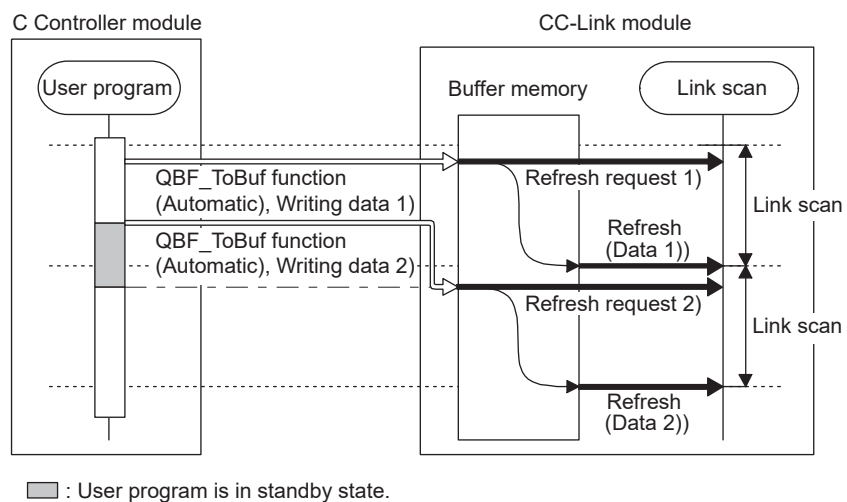 C Controller module
CC-Link module
User program
Buffer memory
Link scan
QBF_ToBuf function
(Automatic), Writing data 1)
Refresh request 1)
Link scan
Refresh
(Data 1))
QBF_ToBuf function
(Automatic), Writing data 2)
Refresh request 2)
Link scan
Refresh
(Data 2))
: User program is in standby state.